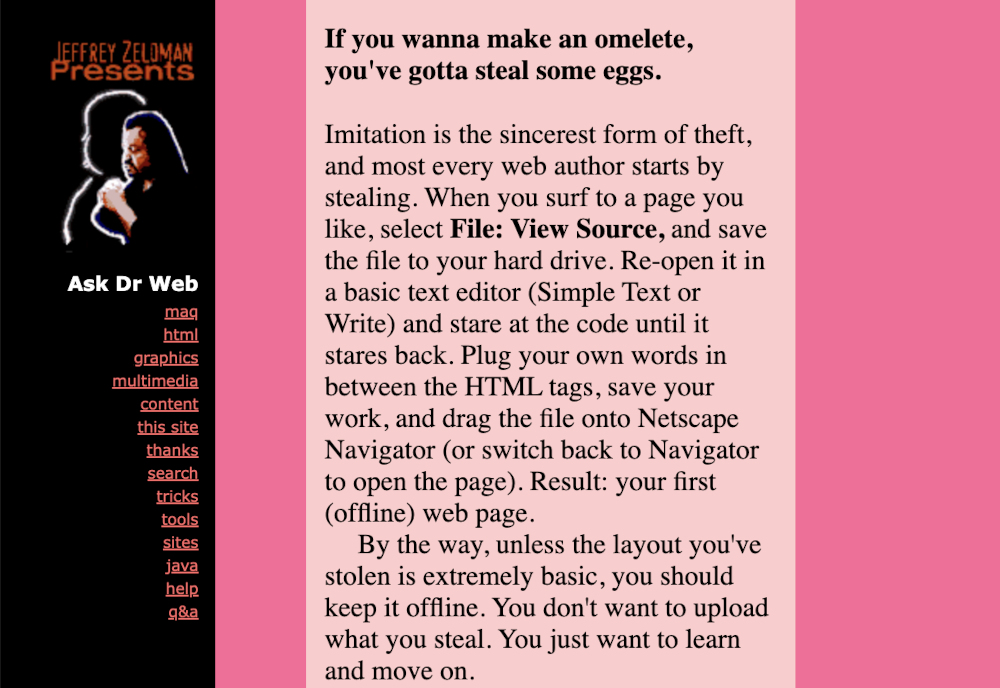 JEFFREY ZELDMAN
Presents
Ask Dr Web
maq
html
graphics
multimedia
content
this site
thanks
search
tricks
tools
sites
java
help
q&a
If you wanna make an omelete,
you've gotta steal some eggs.
Imitation is the sincerest form of theft,
and most every web author starts by
stealing. When you surf to a page you
like, select File: View Source, and save
the file to your hard drive. Re-open it in
a basic text editor (Simple Text or
Write) and stare at the code until it
stares back. Plug your own words in
between the HTML tags, save your
work, and drag the file onto Netscape
Navigator (or switch back to Navigator
to open the page). Result: your first
(offline) web page.
By the way, unless the layout you've
stolen is extremely basic, you should
keep it offline. You don't want to upload
what you steal. You just want to learn
and move on.